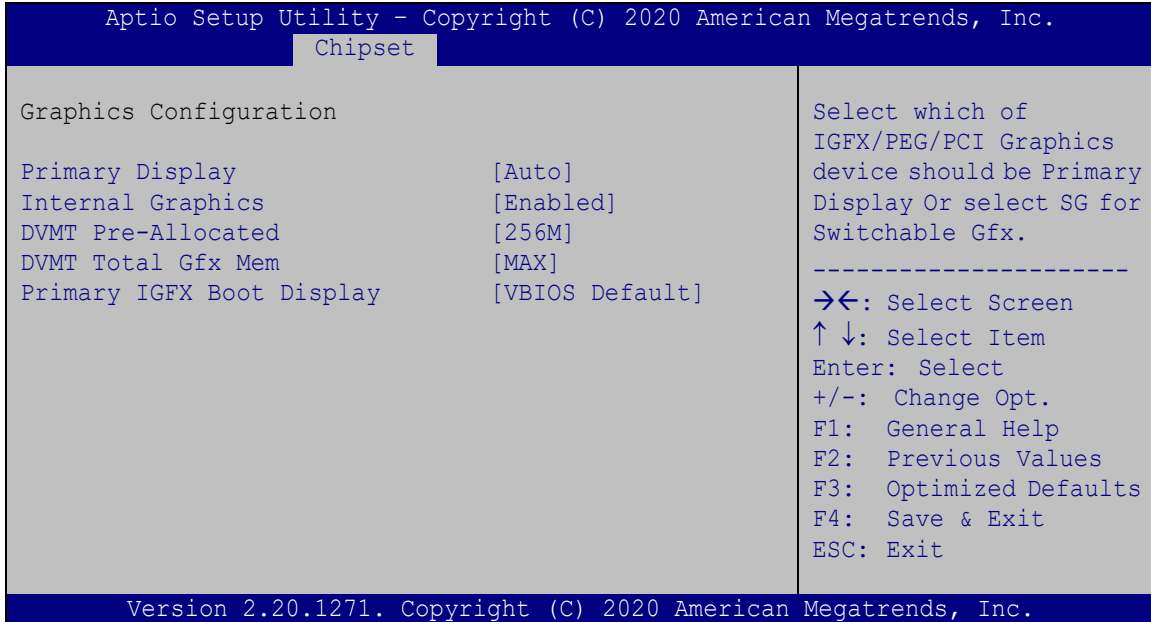 Aptio Setup Utility – Copyright (C) 2020 American Megatrends, Inc.
Chipset
Graphics Configuration
Primary Display [Auto]
Internal Graphics [Enabled]
DVMT Pre-Allocated [256M]
DVMT Total Gfx Mem [MAX]
Primary IGFX Boot Display [VBIOS Default]
Select which of
IGFX/PEG/PCI Graphics
device should be Primary
Display Or select SG for
Switchable Gfx.
----------------------
→←: Select Screen
↑ ↓: Select Item
Enter: Select
+/-: Change Opt.
F1: General Help
F2: Previous Values
F3: Optimized Defaults
F4: Save & Exit
ESC: Exit
Version 2.20.1271. Copyright (C) 2020 American Megatrends, Inc.